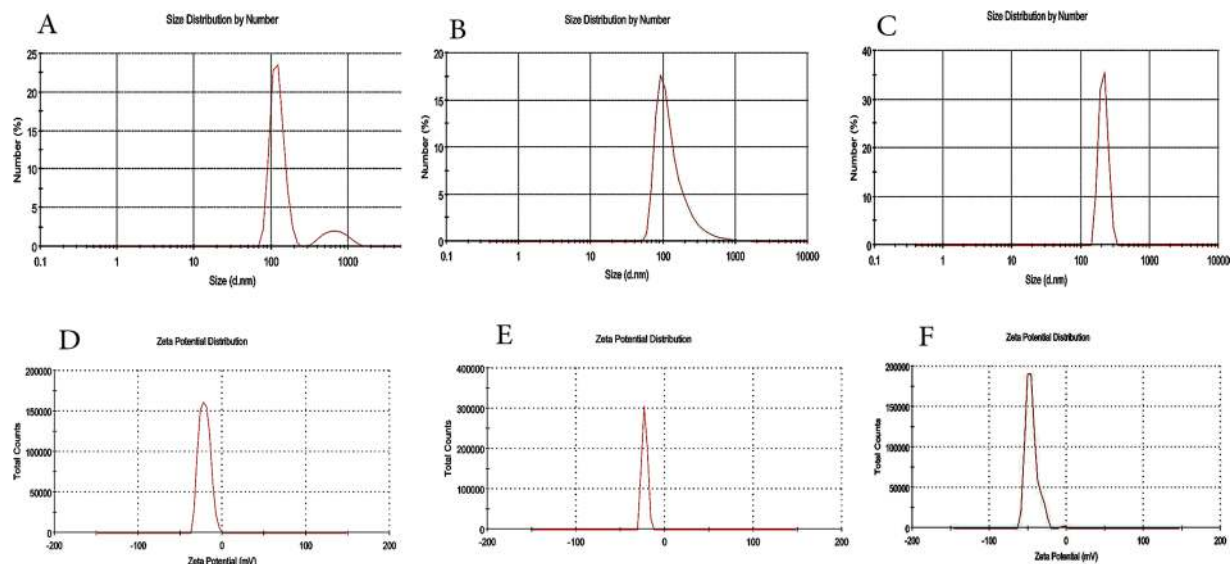 A
Size Distribution by Number
25
20
15
10
5
0
Number (%)
0.1 1 10 100 1000
Size (d.nm)
B
Size Distribution by Number
20
15
10
5
0
Number (%)
0.1 1 10 100 1000 10000
Size (d.nm)
C
Size Distribution by Number
40
30
20
10
0
Number (%)
0.1 1 10 100 1000 10000
Size (d.nm)
D
Zeta Potential Distribution
200000
150000
100000
50000
0
Total Counts
-200 -100 0 100 200
Zeta Potential (mV)
E
Zeta Potential Distribution
400000
300000
200000
100000
0
Total Counts
-200 -100 0 100 200
Zeta Potential (mV)
F
Zeta Potential Distribution
200000
150000
100000
50000
0
Total Counts
-200 -100 0 100 200
Zeta Potential (mV)